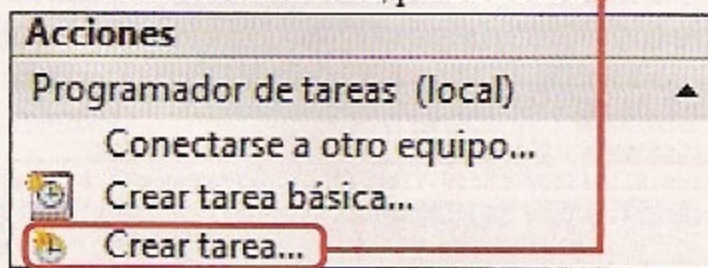 Acciones
Programador de tareas (local)
Conectarse a otro equipo...
Crear tarea básica...
Crear tarea...